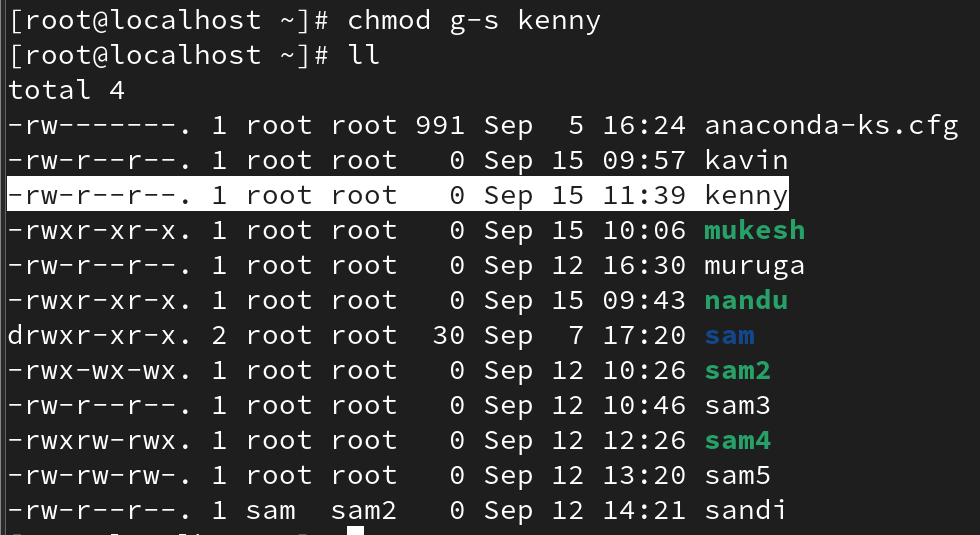 [root@localhost ~]# chmod g-s kenny
[root@localhost ~]# ll
total 4
-rw-------. 1 root root 991 Sep  5 16:24 anaconda-ks.cfg
-rw-r--r--. 1 root root   0 Sep 15 09:57 kavin
-rw-r--r--. 1 root root   0 Sep 15 11:39 kenny
-rwxr-xr-x. 1 root root   0 Sep 15 10:06 mukesh
-rw-r--r--. 1 root root   0 Sep 12 16:30 muruga
-rwxr-xr-x. 1 root root   0 Sep 15 09:43 nandu
drwxr-xr-x. 2 root root  30 Sep  7 17:20 sam
-rwx-wx-wx. 1 root root   0 Sep 12 10:26 sam2
-rw-r--r--. 1 root root   0 Sep 12 10:46 sam3
-rwxrw-rwx. 1 root root   0 Sep 12 12:26 sam4
-rw-rw-rw-. 1 root root   0 Sep 12 13:20 sam5
-rw-r--r--. 1 sam  sam2   0 Sep 12 14:21 sandi